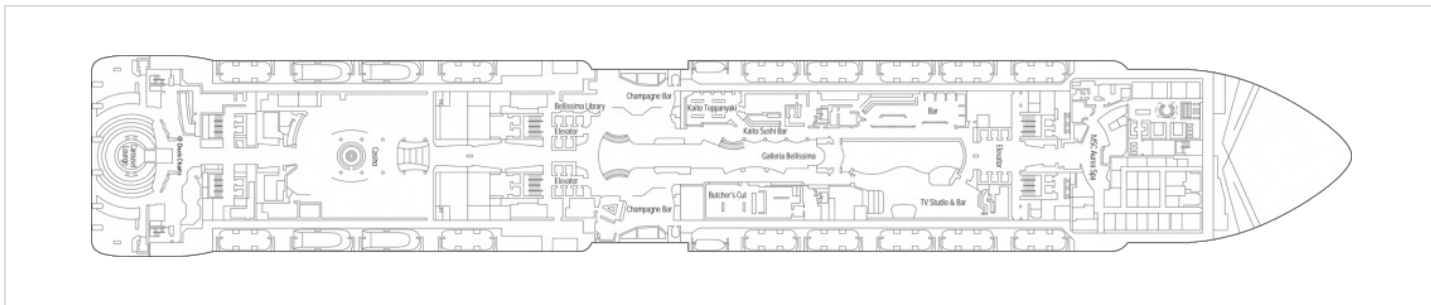 Carousel
Lounge
Casino
Bellissima Library
Elevator
Elevator
Champagne Bar
Champagne Bar
Kaito Teppanyaki
Kaito Sushi Bar
Bar
Galleria Bellissima
Butcher's Cut
TV Studio & Bar
Elevator
MSC Aurea Spa